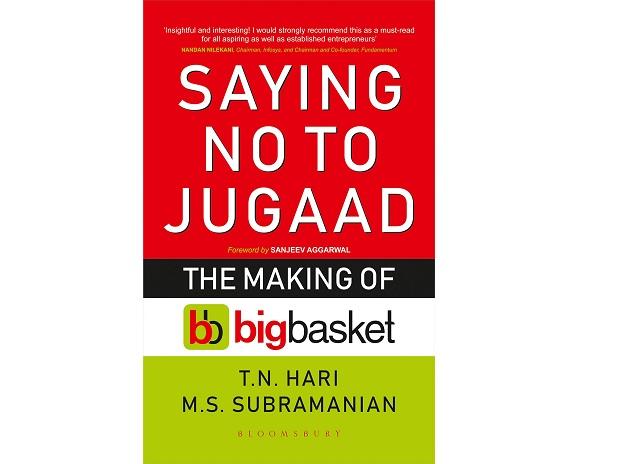 'Insightful and interesting! I would strongly recommend this as a must-read
for all aspiring as well as established entrepreneurs'
NANDAN NILEKANI, Chairman, Infosys, and Chairman and Co-founder, Fundamentum
SAYING
NO TO
JUGAAD
Foreword by SANJEEV AGGARWAL
THE MAKING OF
bb bigbasket
T.N. HARI
M.S. SUBRAMANIAN
BLOOMSBURY